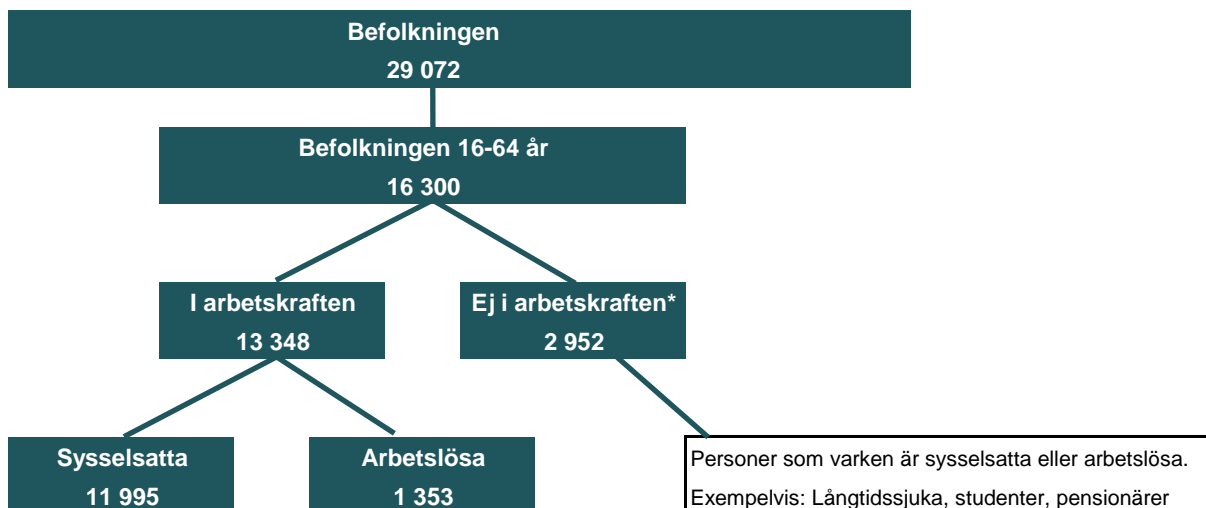 Befolkningen
29 072
Befolkningen 16-64 år
16 300
I arbetskraften
13 348
Ej i arbetskraften*
2 952
Sysselsatta
11 995
Arbetslösa
1 353
Personer som varken är sysselsatta eller arbetslösa.
Exempelvis: Långtidssjuka, studenter, pensionärer